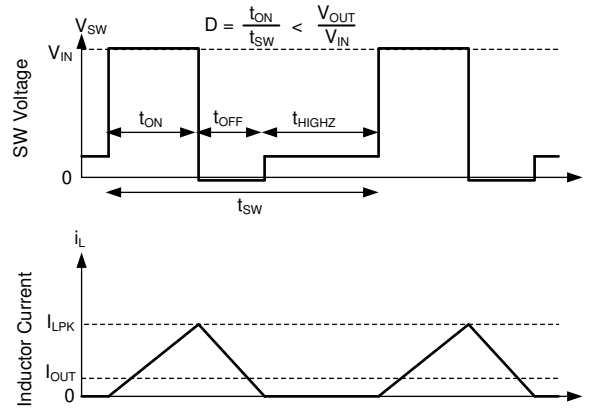 V_SW
D = t_ON / t_SW < V_OUT / V_IN
V_IN
SW Voltage
t_ON
t_OFF
t_HIGHZ
0
t_SW
i_L
Inductor Current
I_LPK
I_OUT
0